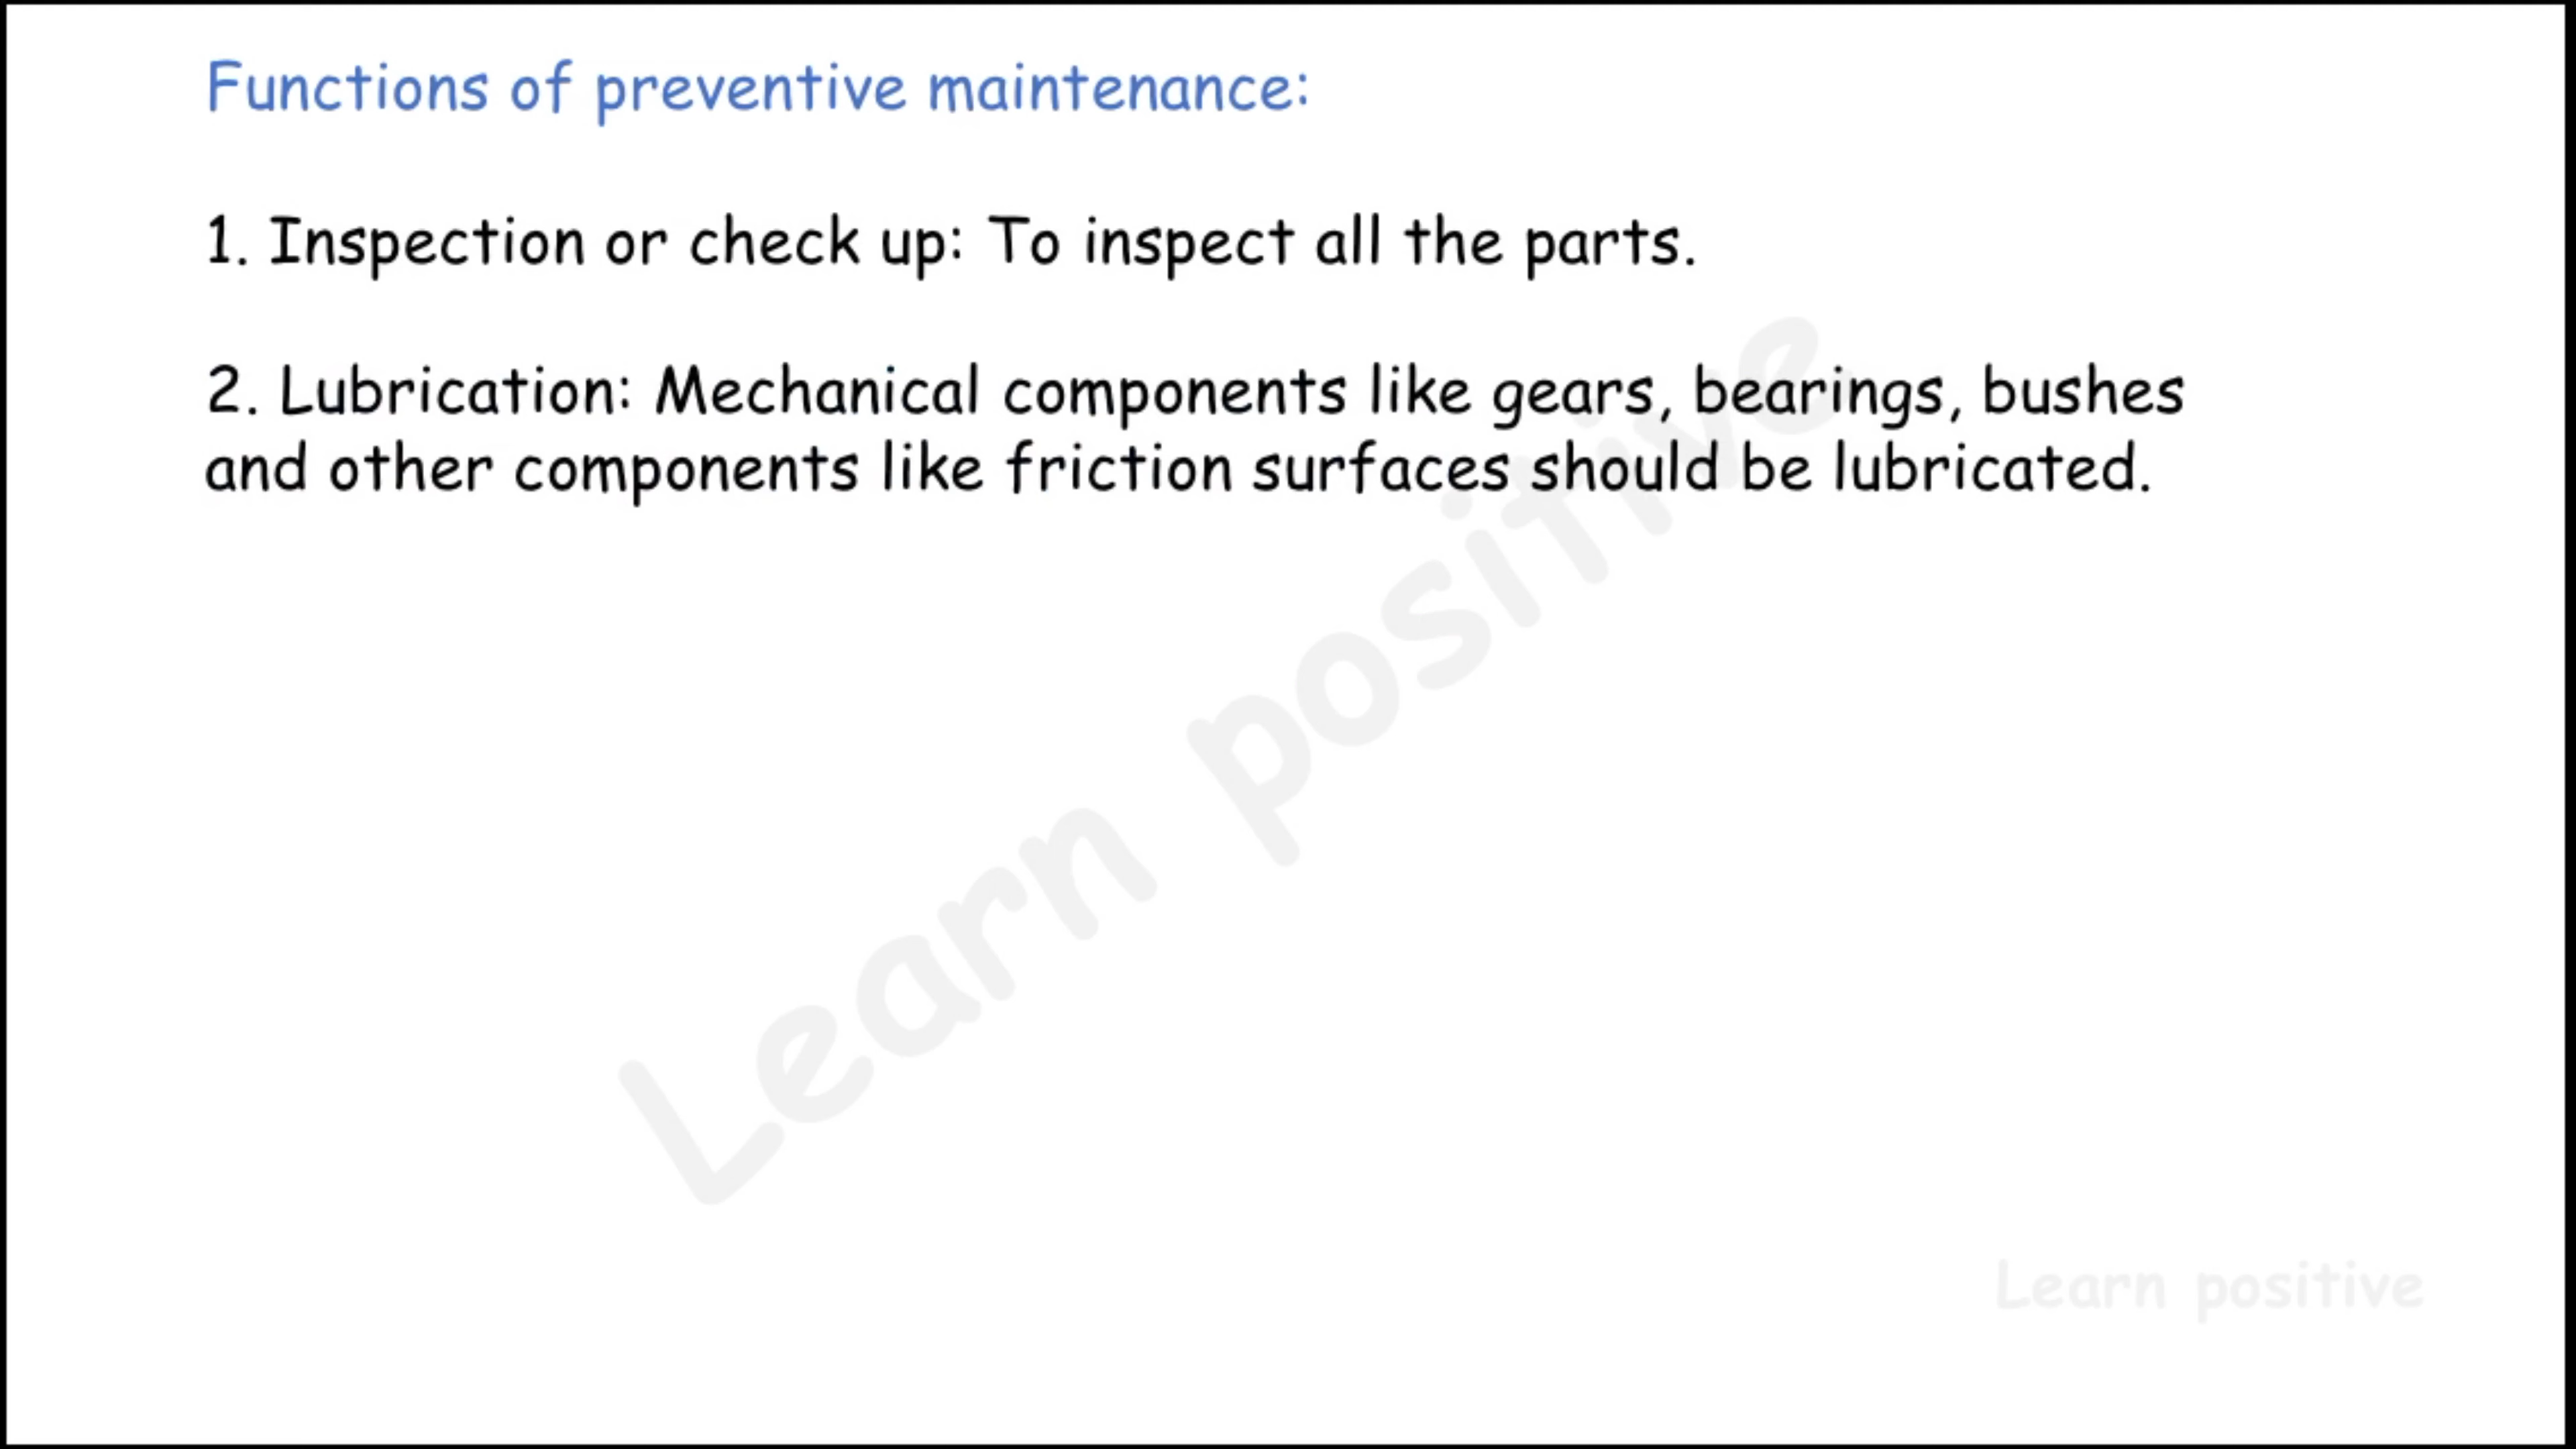 Functions of preventive maintenance:
1. Inspection or check up: To inspect all the parts.
2. Lubrication: Mechanical components like gears, bearings, bushes
and other components like friction surfaces should be lubricated.
Learn positive
Learn positive